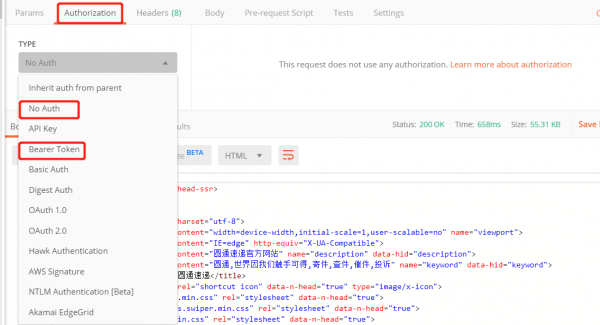 Params Authorization Headers (8) Body Pre-request Script Tests Settings
TYPE
No Auth
This request does not use any authorization. Learn more about authorization
Inherit auth from parent
No Auth
API Key
Bearer Token
Basic Auth
Digest Auth
OAuth 1.0
OAuth 2.0
Hawk Authentication
AWS Signature
NTLM Authentication [Beta]
Akamai EdgeGrid
Status: 200 OK Time: 658ms Size: 55.31 KB Save
BETA HTML
head-ssr>
harset="utf-8">
ontent="width=device-width,initial-scale=1,user-scalable=no" name="viewport">
ontent="IE=edge" http-equiv="X-UA-Compatible">
ontent="圆通速递官方网站" name="description" data-hid="description">
ontent="圆通,世界因我们触手可得,寄件,查件,催件,投诉" name="keyword" data-hid="keyword">
圆通速递</title>
rel="shortcut icon" data-n-head="true" type="image/x-icon">
.min.css" rel="stylesheet" data-n-head="true">
s.swiper.min.css" rel="stylesheet" data-n-head="true">
in.css" rel="stylesheet" data-n-head="true">